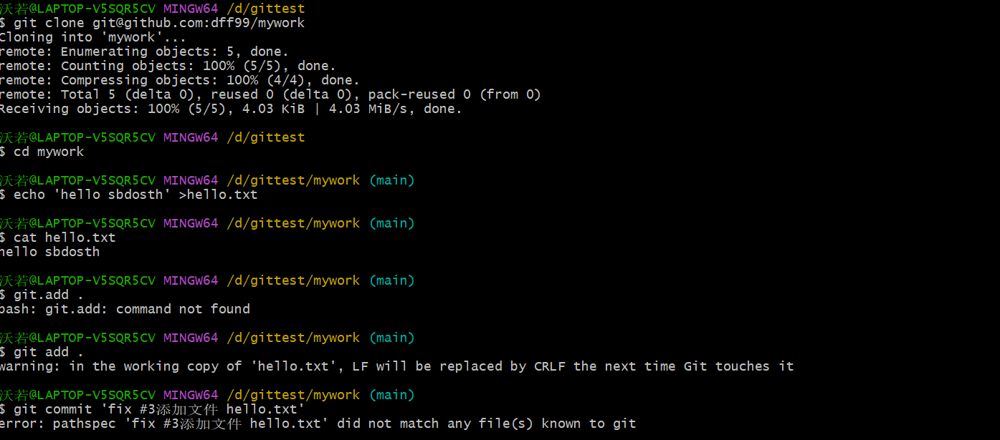 沃若@LAPTOP-V5SQR5CV MINGW64 /d/gittest
$ git clone git@github.com:dff99/mywork
Cloning into 'mywork'...
remote: Enumerating objects: 5, done.
remote: Counting objects: 100% (5/5), done.
remote: Compressing objects: 100% (4/4), done.
remote: Total 5 (delta 0), reused 0 (delta 0), pack-reused 0 (from 0)
Receiving objects: 100% (5/5), 4.03 KiB | 4.03 MiB/s, done.
沃若@LAPTOP-V5SQR5CV MINGW64 /d/gittest
$ cd mywork
沃若@LAPTOP-V5SQR5CV MINGW64 /d/gittest/mywork (main)
$ echo 'hello sbdosth' >hello.txt
沃若@LAPTOP-V5SQR5CV MINGW64 /d/gittest/mywork (main)
$ cat hello.txt
hello sbdosth
沃若@LAPTOP-V5SQR5CV MINGW64 /d/gittest/mywork (main)
$ git.add .
bash: git.add: command not found
沃若@LAPTOP-V5SQR5CV MINGW64 /d/gittest/mywork (main)
$ git add .
warning: in the working copy of 'hello.txt', LF will be replaced by CRLF the next time Git touches it
沃若@LAPTOP-V5SQR5CV MINGW64 /d/gittest/mywork (main)
$ git commit 'fix #3添加文件 hello.txt'
error: pathspec 'fix #3添加文件 hello.txt' did not match any file(s) known to git